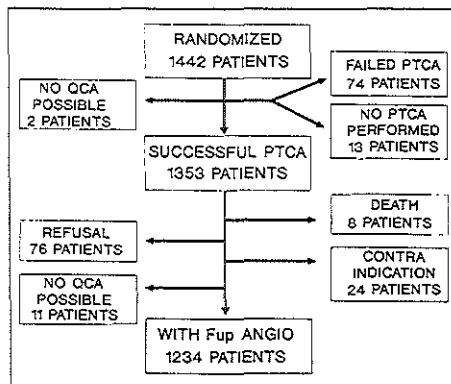 RANDOMIZED
1442 PATIENTS
FAILED PTCA
74 PATIENTS
NO QCA
POSSIBLE
2 PATIENTS
NO PTCA
PERFORMED
13 PATIENTS
SUCCESSFUL PTCA
1353 PATIENTS
DEATH
8 PATIENTS
REFUSAL
76 PATIENTS
CONTRA
INDICATION
24 PATIENTS
NO QCA
POSSIBLE
11 PATIENTS
WITH Fup ANGIO
1234 PATIENTS